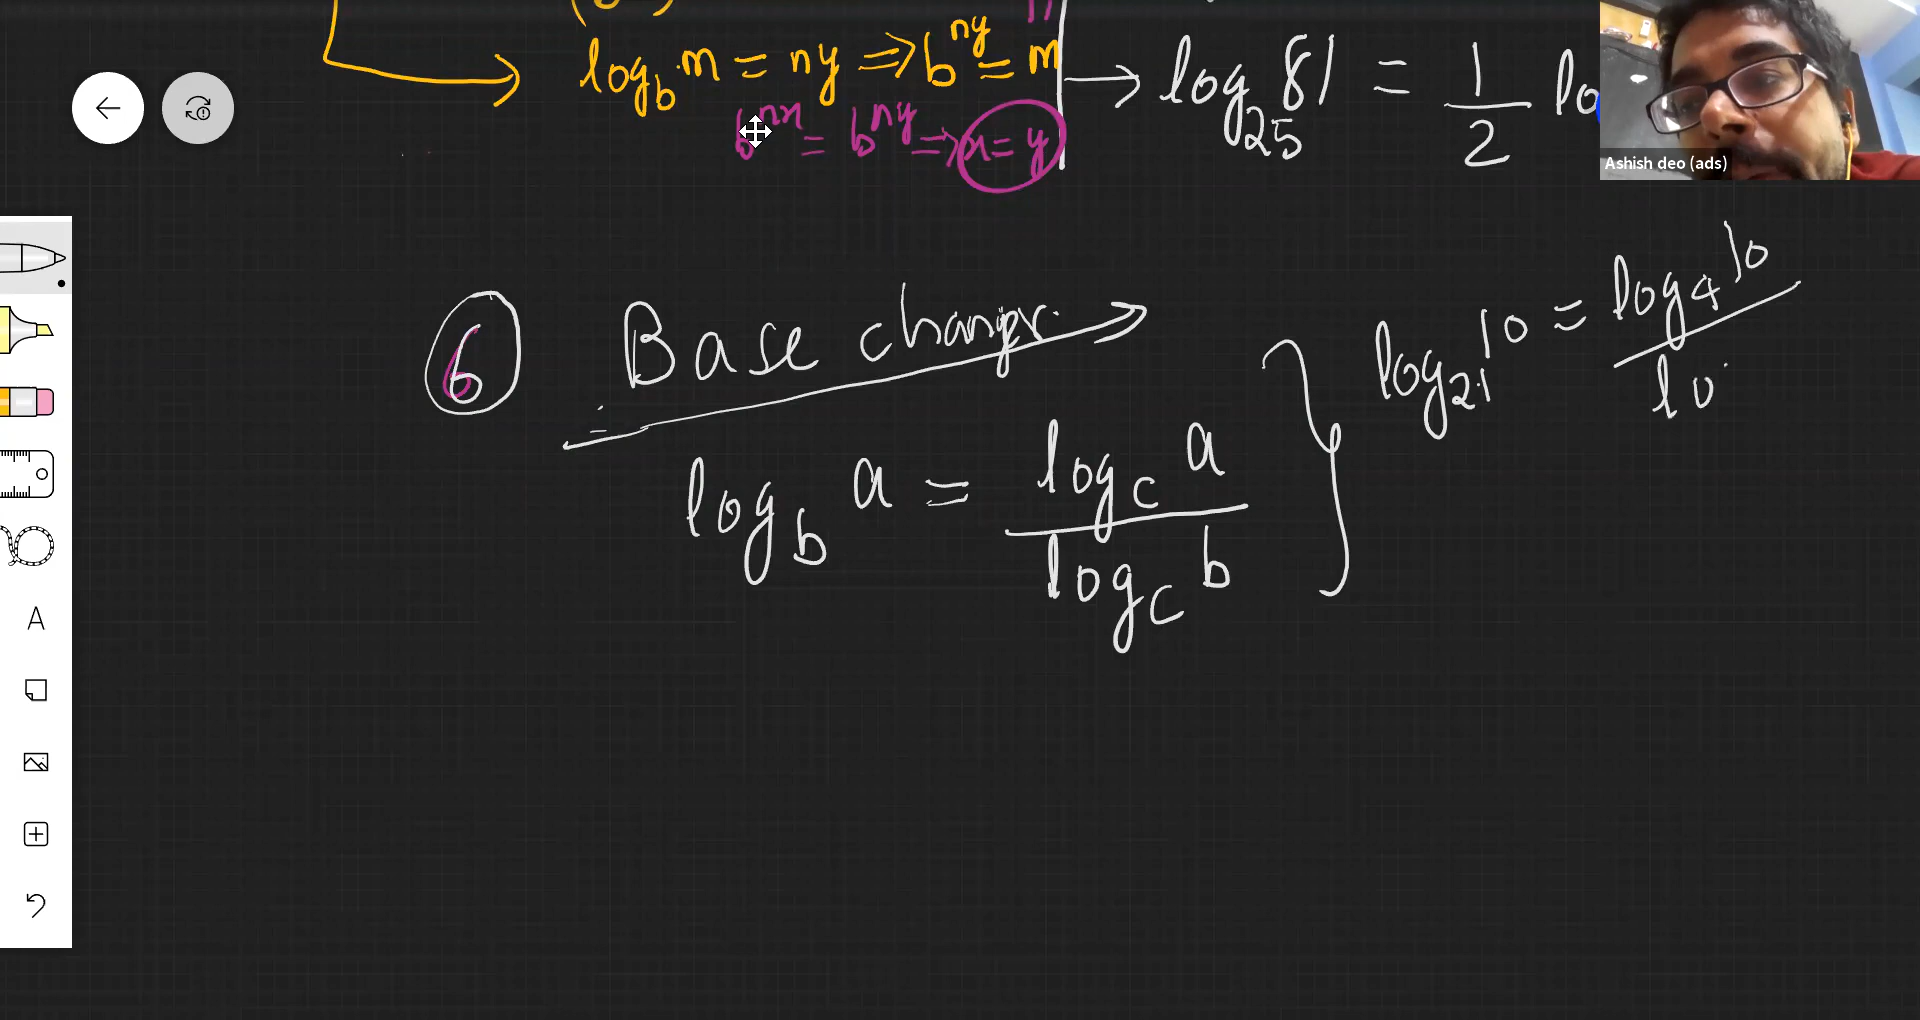 log_b m = ny => b^ny = m
b^nx = b^ny => x = y
→ log_25 81 = 1/2 lo
Ashish deo (ads)
6 Base change
log_b a = log_c a / log_c b
log_21 10 = log_4 10 / lo
A